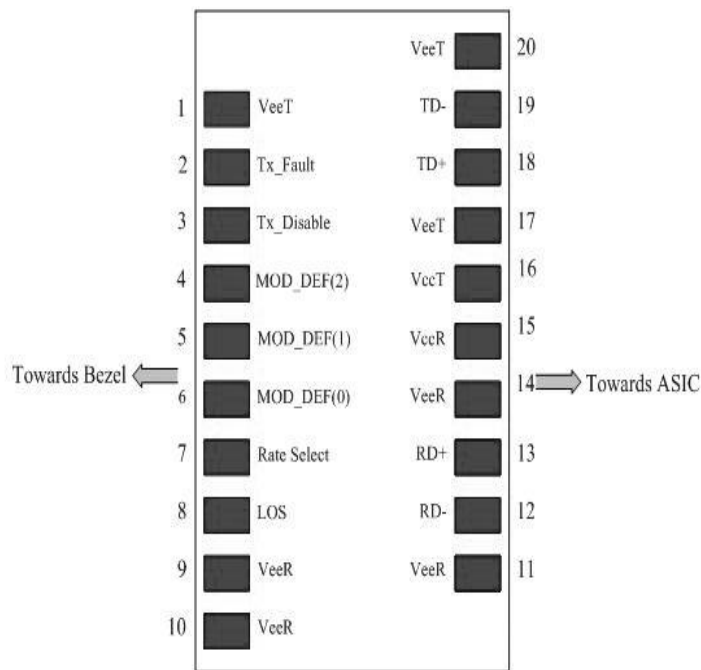 VeeT 20
1 VeeT TD- 19
2 Tx_Fault TD+ 18
3 Tx_Disable VeeT 17
4 MOD_DEF(2) VccT 16
5 MOD_DEF(1) VccR 15
Towards Bezel
6 MOD_DEF(0) VeeR 14
Towards ASIC
7 Rate Select RD+ 13
8 LOS RD- 12
9 VeeR VeeR 11
10 VeeR